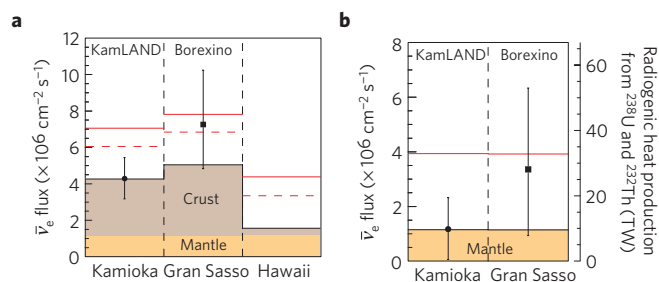 a
12
10
8
6
4
2
0
ν̄e flux (×10⁶ cm⁻² s⁻¹)
KamLAND
Borexino
Crust
Mantle
Kamioka
Gran Sasso
Hawaii
b
8
6
4
2
0
ν̄e flux (×10⁶ cm⁻² s⁻¹)
KamLAND
Borexino
Mantle
Kamioka
Gran Sasso
60
40
20
0
Radiogenic heat production
from ²³⁸U and ²³²Th (TW)